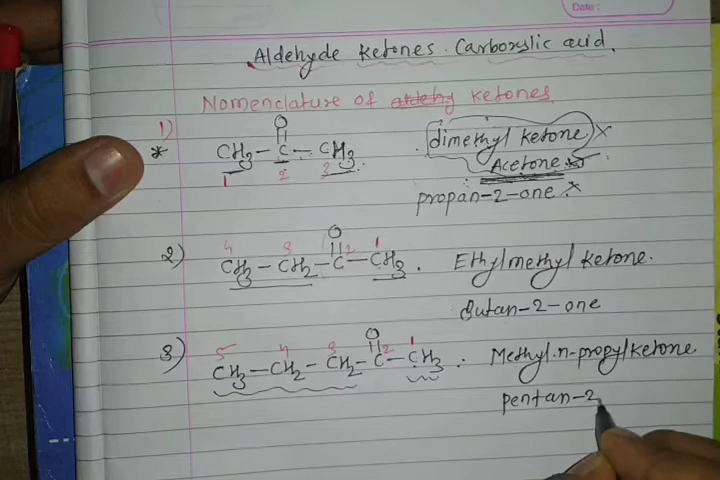 Date :
Aldehyde Ketones. Carboxylic acid.
Nomenclature of aldehy ketones
1)
*
O
CH3 – C – CH3.
1 2 3
dimethyl ketone ×
Acetone
propan-2-one ×
2)
O
4 3 2 1
CH3 – CH2 – C – CH3.
Ethylmethyl ketone.
Butan-2-one
3)
O
5 4 3 2 1
CH3 – CH2 – CH2 – C – CH3.
Methyl-n-propylketone
pentan-2